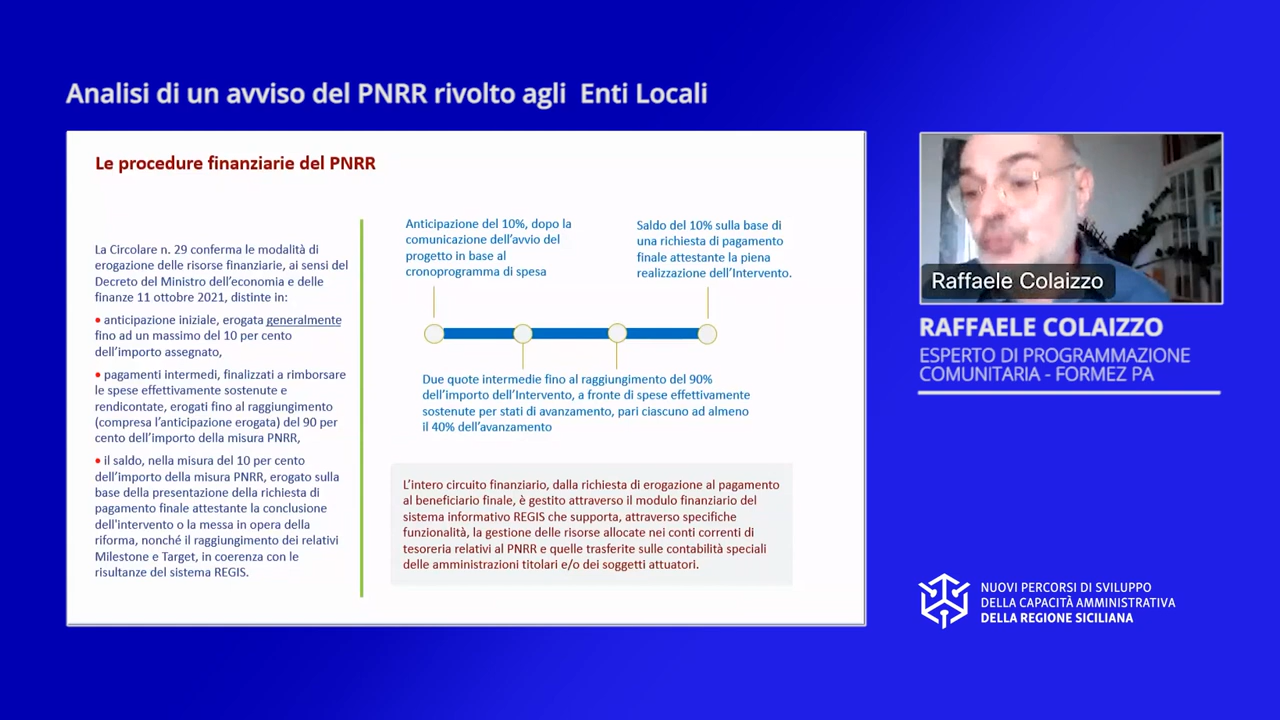 Analisi di un avviso del PNRR rivolto agli Enti Locali
Le procedure finanziarie del PNRR
La Circolare n. 29 conferma le modalità di
erogazione delle risorse finanziarie, ai sensi del
Decreto del Ministro dell'economia e delle
finanze 11 ottobre 2021, distinte in:
• anticipazione iniziale, erogata generalmente
fino ad un massimo del 10 per cento
dell'importo assegnato,
• pagamenti intermedi, finalizzati a rimborsare
le spese effettivamente sostenute e
rendicontate, erogati fino al raggiungimento
(compresa l'anticipazione erogata) del 90 per
cento dell'importo della misura PNRR,
• il saldo, nella misura del 10 per cento
dell'importo della misura PNRR, erogato sulla
base della presentazione della richiesta di
pagamento finale attestante la conclusione
dell'intervento o la messa in opera della
riforma, nonché il raggiungimento dei relativi
Milestone e Target, in coerenza con le
risultanze del sistema REGIS.
Anticipazione del 10%, dopo la
comunicazione dell'avvio del
progetto in base al
cronoprogramma di spesa
Saldo del 10% sulla base di
una richiesta di pagamento
finale attestante la piena
realizzazione dell'Intervento.
Due quote intermedie fino al raggiungimento del 90%
dell'importo dell'Intervento, a fronte di spese effettivamente
sostenute per stati di avanzamento, pari ciascuno ad almeno
il 40% dell'avanzamento
L'intero circuito finanziario, dalla richiesta di erogazione al pagamento
al beneficiario finale, è gestito attraverso il modulo finanziario del
sistema informativo REGIS che supporta, attraverso specifiche
funzionalità, la gestione delle risorse allocate nei conti correnti di
tesoreria relativi al PNRR e quelle trasferite sulle contabilità speciali
delle amministrazioni titolari e/o dei soggetti attuatori.
Raffaele Colaizzo
RAFFAELE COLAIZZO
ESPERTO DI PROGRAMMAZIONE
COMUNITARIA - FORMEZ PA
NUOVI PERCORSI DI SVILUPPO
DELLA CAPACITÀ AMMINISTRATIVA
DELLA REGIONE SICILIANA